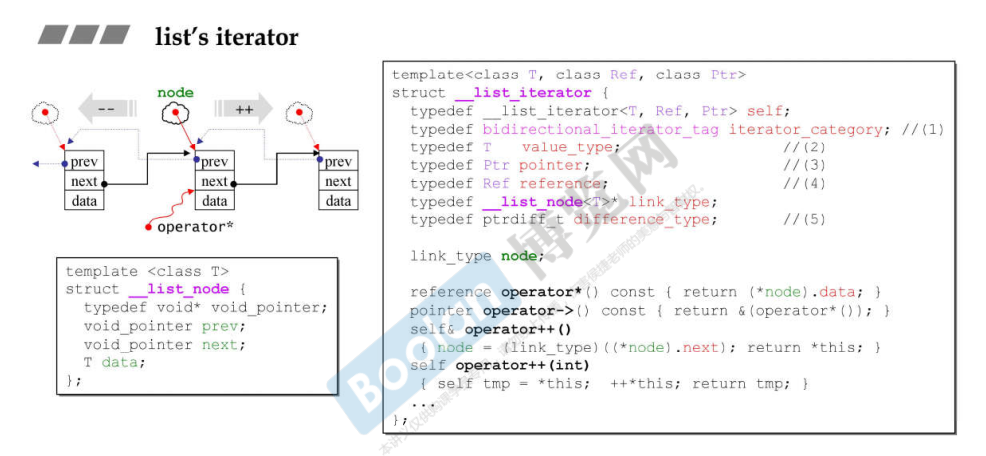 list's iterator
node
--
++
prev
next
data
prev
next
data
prev
next
data
operator*
template <class T>
struct __list_node {
typedef void* void_pointer;
void_pointer prev;
void_pointer next;
T data;
};
template<class T, class Ref, class Ptr>
struct __list_iterator {
typedef __list_iterator<T, Ref, Ptr> self;
typedef bidirectional_iterator_tag iterator_category; //(1)
typedef T value_type; //(2)
typedef Ptr pointer; //(3)
typedef Ref reference; //(4)
typedef __list_node<T>* link_type;
typedef ptrdiff_t difference_type; //(5)
link_type node;
reference operator*() const { return (*node).data; }
pointer operator->() const { return &(operator*()); }
self& operator++()
{ node = (link_type)((*node).next); return *this; }
self operator++(int)
{ self tmp = *this; ++*this; return tmp; }
...
};
Boolan 博览网